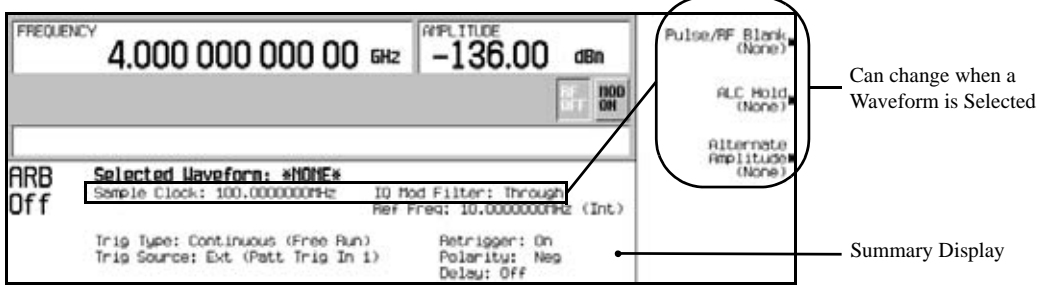 FREQUENCY
4.000 000 000 00 GHz
AMPLITUDE
-136.00 dBm
RF OFF
MOD ON
Pulse/RF Blank
(None)
ALC Hold
(None)
Alternate
Amplitude
(None)
Can change when a
Waveform is Selected
ARB
Off
Selected Waveform: *NONE*
Sample Clock: 100.0000000MHz IQ Mod Filter: Through
Ref Freq: 10.0000000MHz (Int)
Trig Type: Continuous (Free Run) Retrigger: On
Trig Source: Ext (Patt Trig In 1) Polarity: Neg
Delay: Off
Summary Display